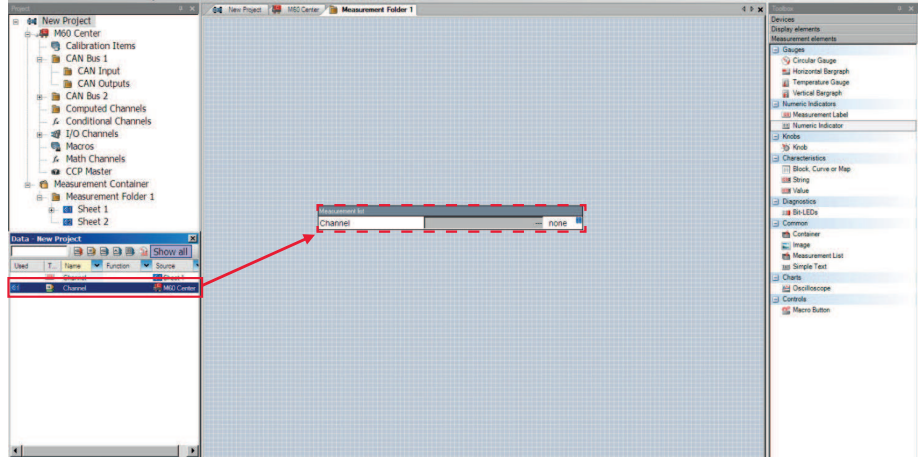 Project
New Project
M60 Center
Calibration Items
CAN Bus 1
CAN Input
CAN Outputs
CAN Bus 2
Computed Channels
Conditional Channels
I/O Channels
Macros
Math Channels
CCP Master
Measurement Container
Measurement Folder 1
Sheet 1
Sheet 2
Data - New Project
Show all
Used T... Name Function Source
Channel Sheet 1
Channel M60 Center
New Project M60 Center Measurement Folder 1
Measurement list
Channel --- none
Toolbox
Devices
Display elements
Measurement elements
Gauges
Circular Gauge
Horizontal Bargraph
Temperature Gauge
Vertical Bargraph
Numeric Indicators
Measurement Label
Numeric Indicator
Knobs
Knob
Characteristics
Block, Curve or Map
String
Value
Diagnostics
Bit-LEDs
Common
Container
Image
Measurement List
Simple Text
Charts
Oscilloscope
Controls
Macro Button